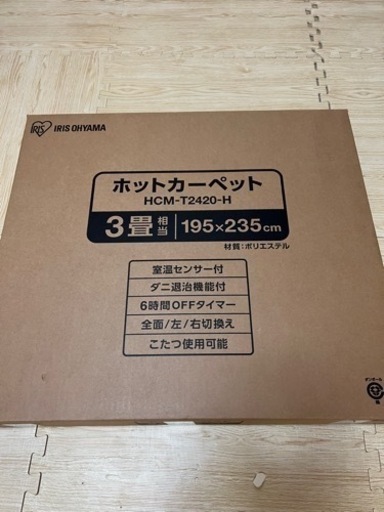 IRIS IRIS OHYAMA
ホットカーペット
HCM-T2420-H
3畳相当 195×235cm
材質：ポリエステル
室温センサー付
ダニ退治機能付
6時間OFFタイマー
全面/左/右切換え
こたつ使用可能